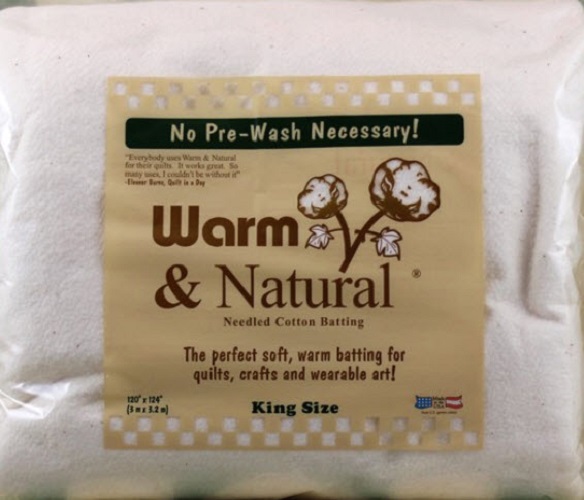 No Pre-Wash Necessary!
"Everybody uses Warm & Natural
for their quilts. It works great. So
many uses, I couldn't be without it"
-Eleanor Burns, Quilt in a Day
Warm
& Natural ®
Needled Cotton Batting
The perfect soft, warm batting for
quilts, crafts and wearable art!
120" x 124"
(3 m x 3.2 m)
King Size